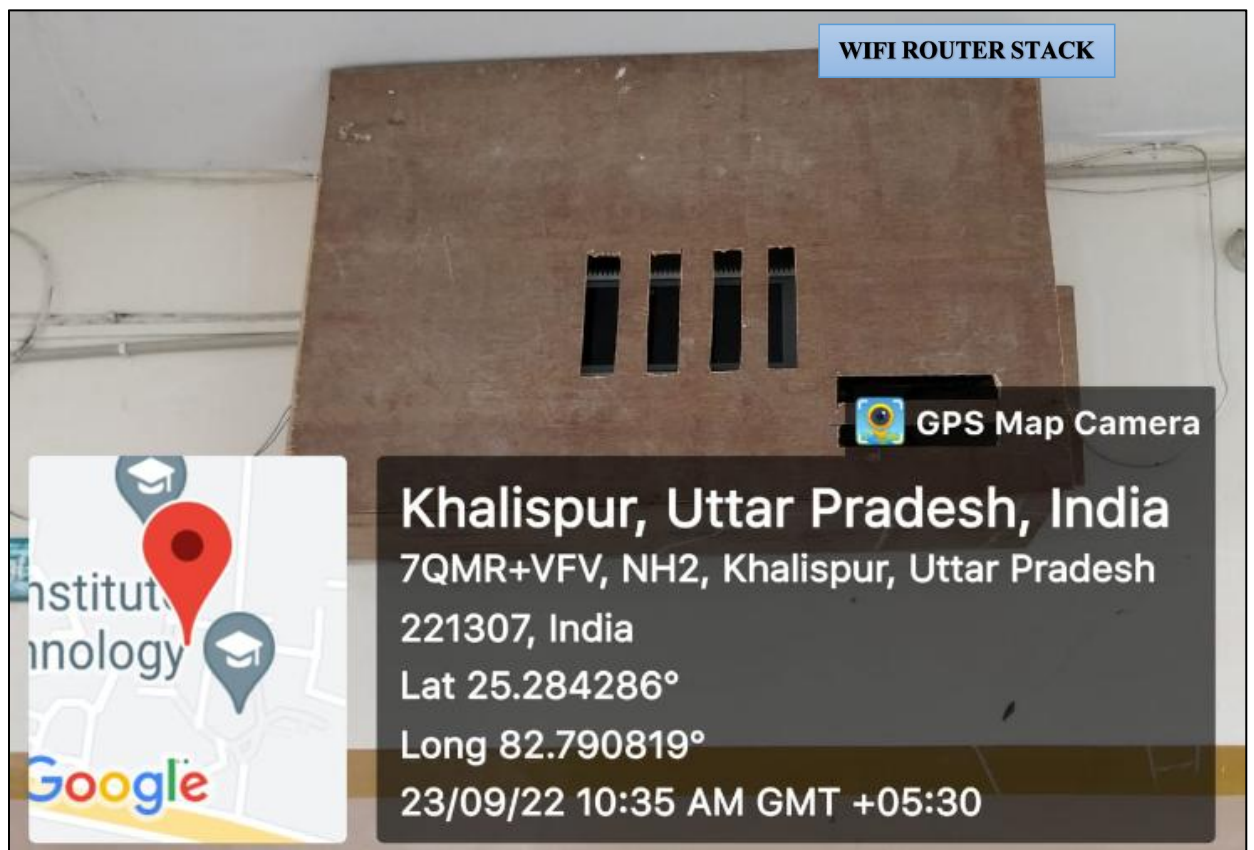 WIFI ROUTER STACK
GPS Map Camera
Khalispur, Uttar Pradesh, India
7QMR+VFV, NH2, Khalispur, Uttar Pradesh
221307, India
Lat 25.284286°
Long 82.790819°
23/09/22 10:35 AM GMT +05:30
nstitut
nnology
Google